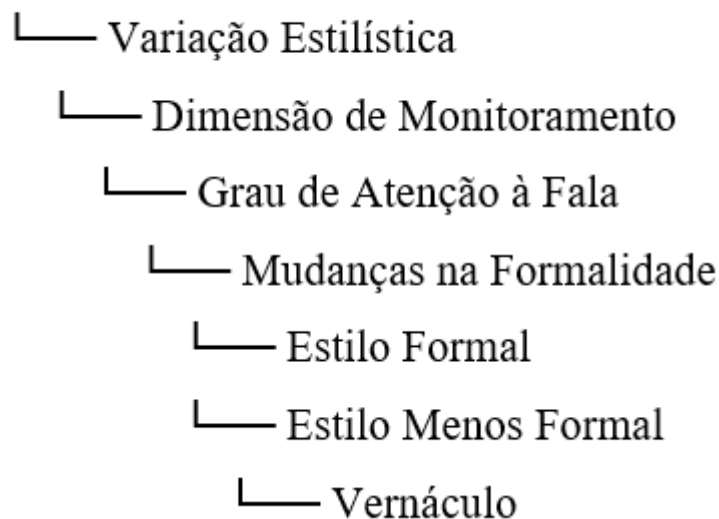 Variação Estilística
Dimensão de Monitoramento
Grau de Atenção à Fala
Mudanças na Formalidade
Estilo Formal
Estilo Menos Formal
Vernáculo